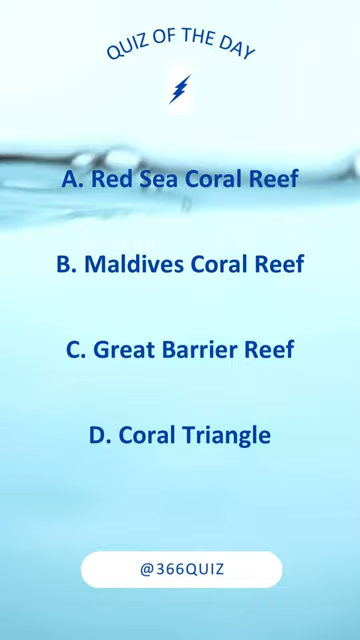 QUIZ OF THE DAY
A. Red Sea Coral Reef
B. Maldives Coral Reef
C. Great Barrier Reef
D. Coral Triangle
@366QUIZ